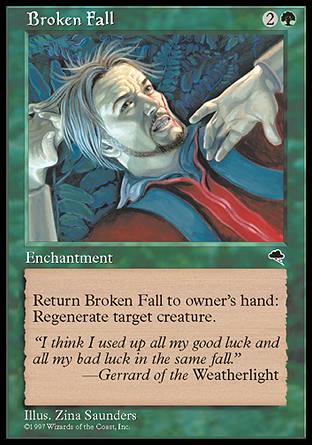 Broken Fall 2
Enchantment
Return Broken Fall to owner's hand:
Regenerate target creature.
"I think I used up all my good luck and
all my bad luck in the same fall."
—Gerrard of the Weatherlight
Illus. Zina Saunders
©1997 Wizards of the Coast, Inc.